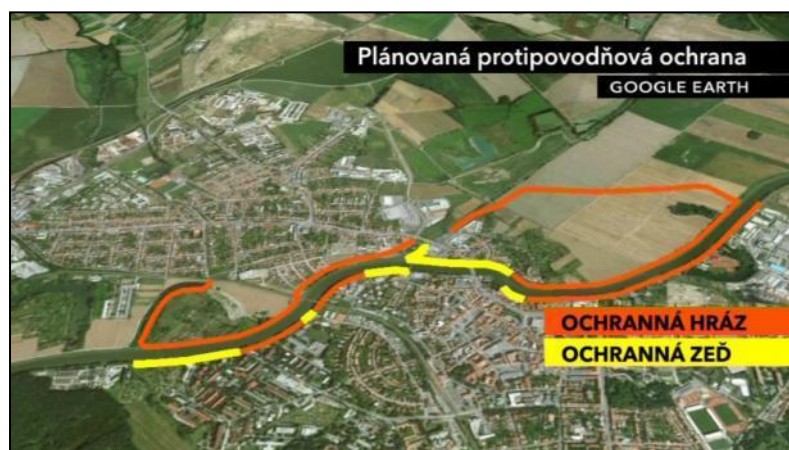 Plánovaná protipovodňová ochrana
GOOGLE EARTH
OCHRANNÁ HRÁZ
OCHRANNÁ ZEĎ